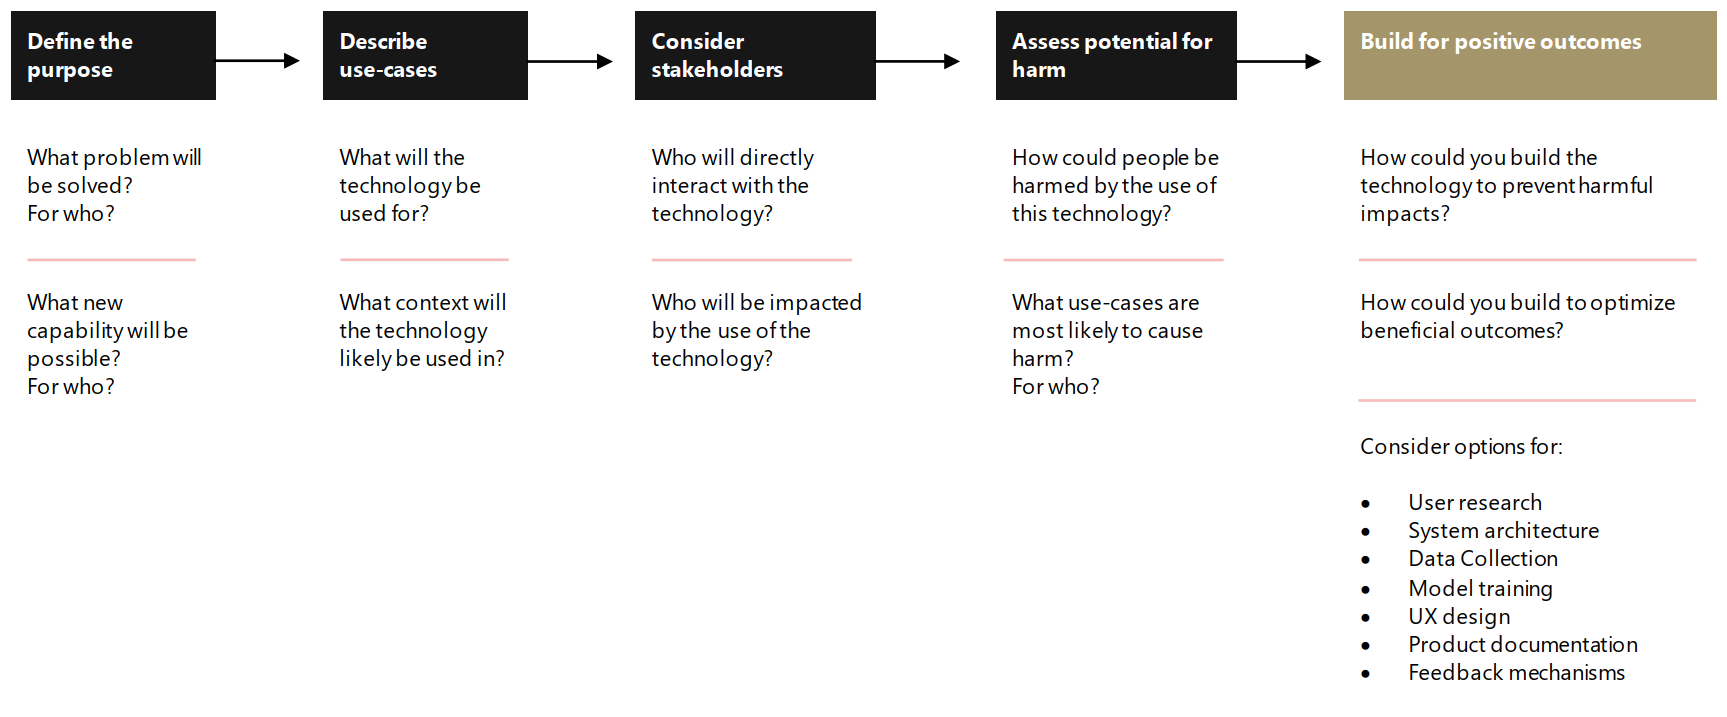 Define the
purpose
What problem will
be solved?
For who?
What new
capability will be
possible?
For who?
Describe
use-cases
What will the
technology be
used for?
What context will
the technology
likely be used in?
Consider
stakeholders
Who will directly
interact with the
technology?
Who will be impacted
by the use of the
technology?
Assess potential for
harm
How could people be
harmed by the use of
this technology?
What use-cases are
most likely to cause
harm?
For who?
Build for positive outcomes
How could you build the
technology to prevent harmful
impacts?
How could you build to optimize
beneficial outcomes?
Consider options for:
• User research
• System architecture
• Data Collection
• Model training
• UX design
• Product documentation
• Feedback mechanisms